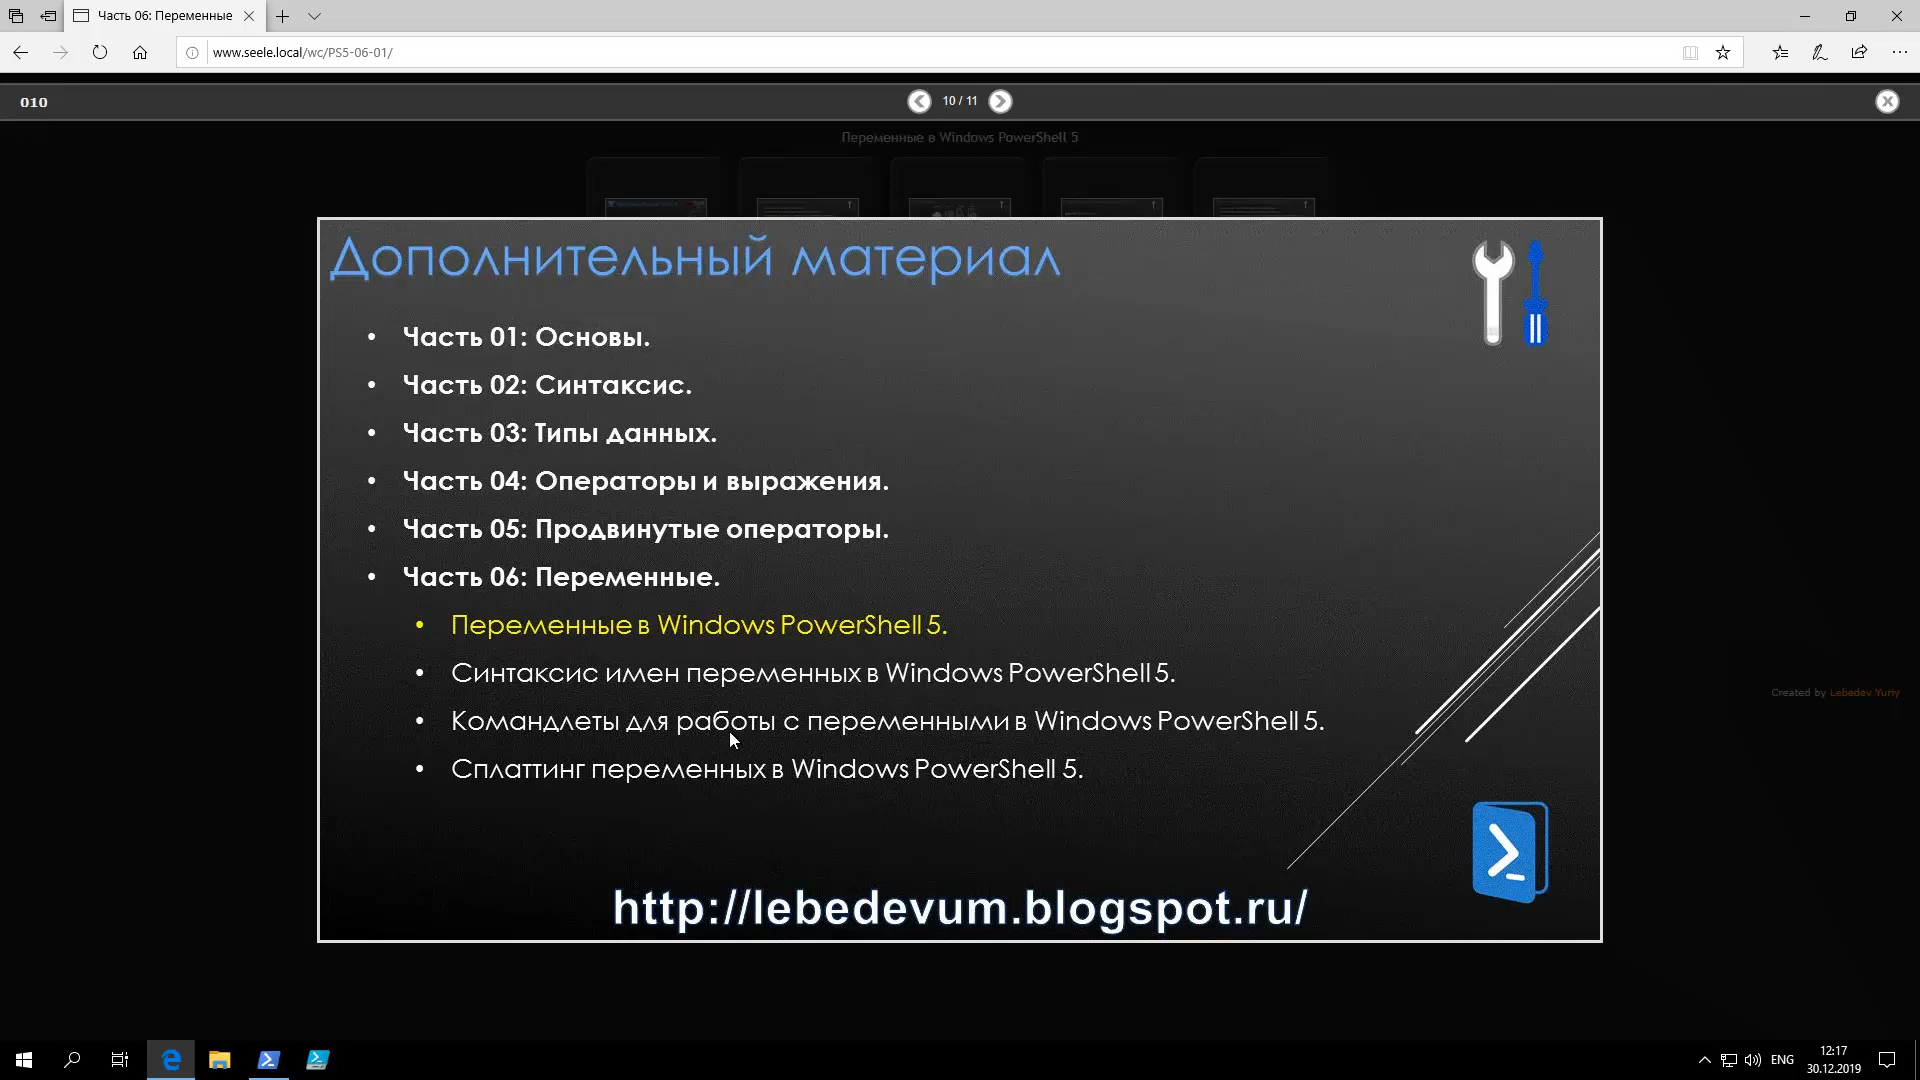 Часть 06: Переменные
www.seele.local/wc/PS5-06-01/
010
10 / 11
Переменные в Windows PowerShell 5
Дополнительный материал
• Часть 01: Основы.
• Часть 02: Синтаксис.
• Часть 03: Типы данных.
• Часть 04: Операторы и выражения.
• Часть 05: Продвинутые операторы.
• Часть 06: Переменные.
• Переменные в Windows PowerShell 5.
• Синтаксис имен переменных в Windows PowerShell 5.
• Командлеты для работы с переменными в Windows PowerShell 5.
• Сплаттинг переменных в Windows PowerShell 5.
Created by Lebedev Yuriy
http://lebedevum.blogspot.ru/
ENG
12:17
30.12.2019